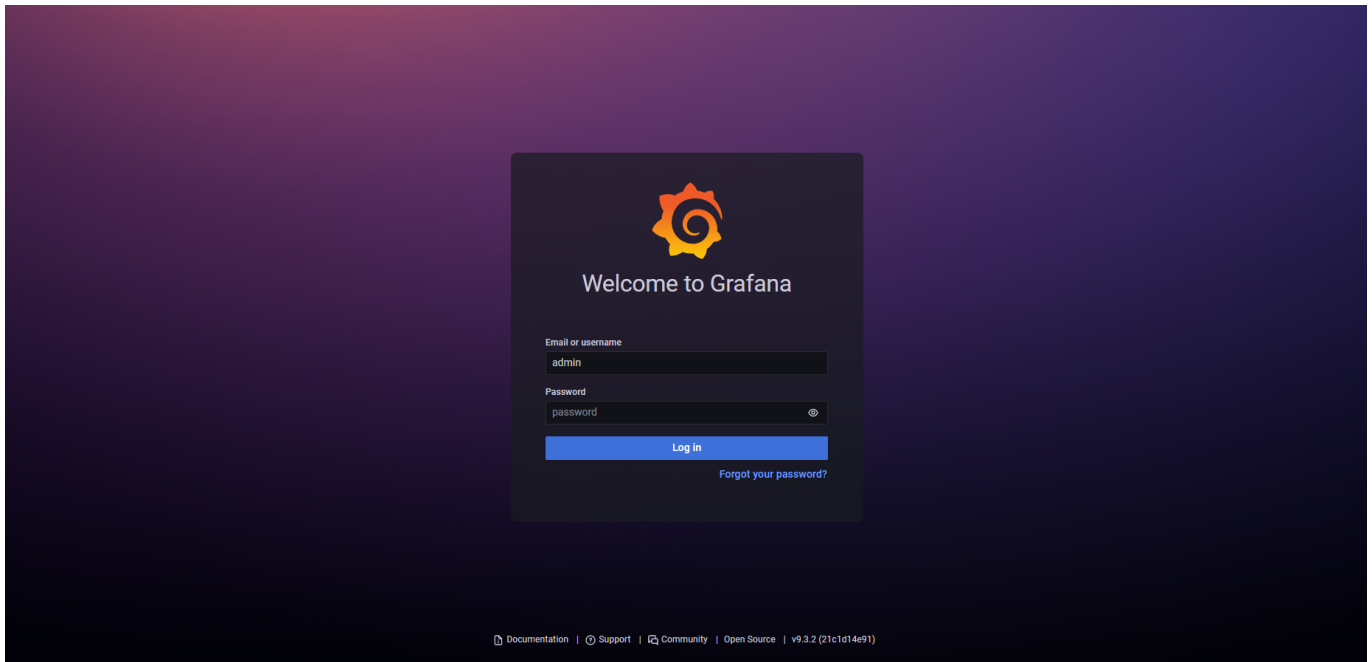 Welcome to Grafana
Email or username
admin
Password
password
Log in
Forgot your password?
Documentation | Support | Community | Open Source | v9.3.2 (21c1d14e91)